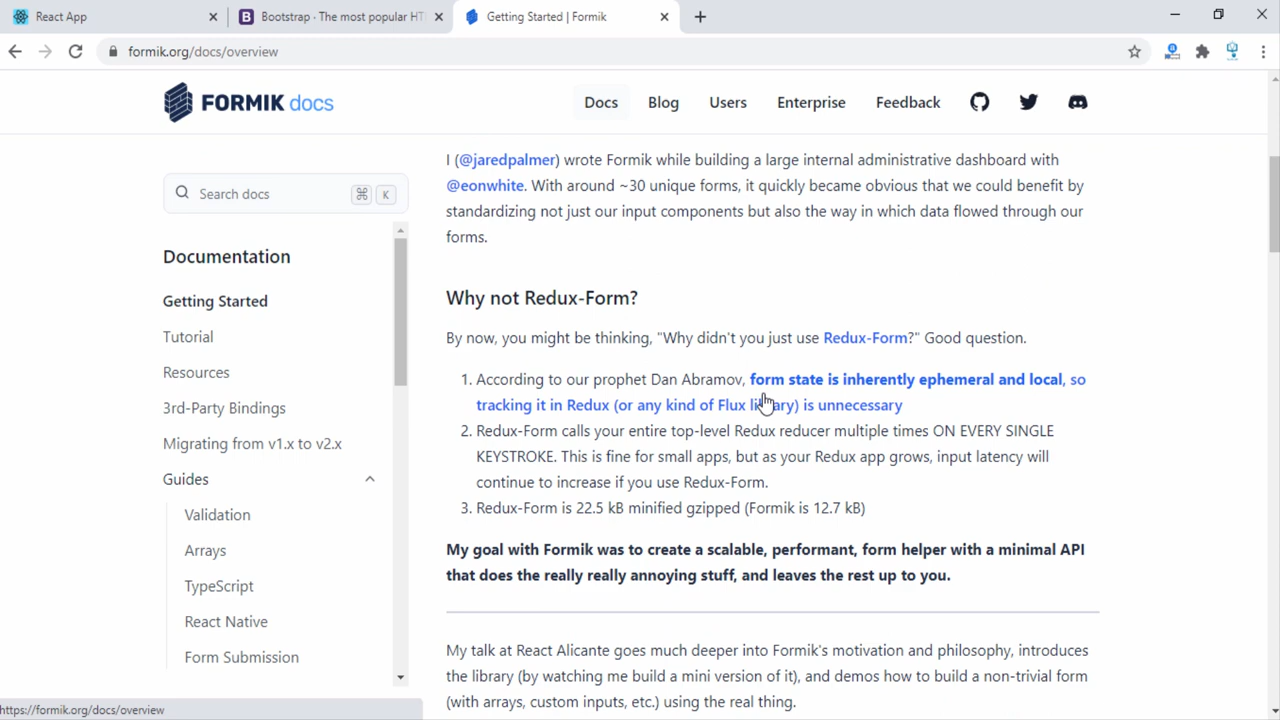 React App
Bootstrap · The most popular HT
Getting Started | Formik
formik.org/docs/overview
FORMIK docs
Docs
Blog
Users
Enterprise
Feedback
Search docs
⌘ K
Documentation
Getting Started
Tutorial
Resources
3rd-Party Bindings
Migrating from v1.x to v2.x
Guides
Validation
Arrays
TypeScript
React Native
Form Submission
I (@jaredpalmer) wrote Formik while building a large internal administrative dashboard with
@eonwhite. With around ~30 unique forms, it quickly became obvious that we could benefit by
standardizing not just our input components but also the way in which data flowed through our
forms.
Why not Redux-Form?
By now, you might be thinking, "Why didn't you just use Redux-Form?" Good question.
1. According to our prophet Dan Abramov, form state is inherently ephemeral and local, so
tracking it in Redux (or any kind of Flux library) is unnecessary
2. Redux-Form calls your entire top-level Redux reducer multiple times ON EVERY SINGLE
KEYSTROKE. This is fine for small apps, but as your Redux app grows, input latency will
continue to increase if you use Redux-Form.
3. Redux-Form is 22.5 kB minified gzipped (Formik is 12.7 kB)
My goal with Formik was to create a scalable, performant, form helper with a minimal API
that does the really really annoying stuff, and leaves the rest up to you.
My talk at React Alicante goes much deeper into Formik's motivation and philosophy, introduces
the library (by watching me build a mini version of it), and demos how to build a non-trivial form
(with arrays, custom inputs, etc.) using the real thing.
https://formik.org/docs/overview